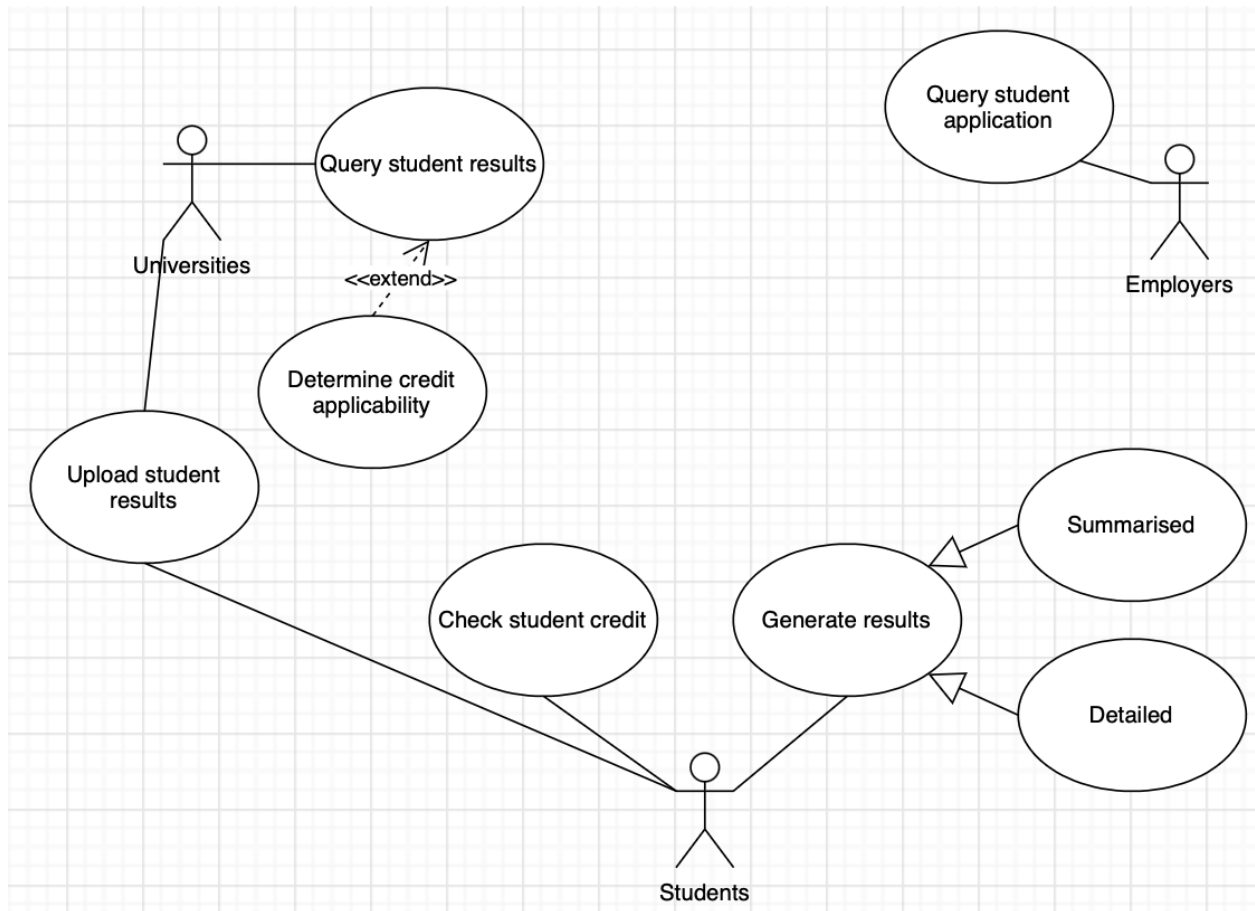 Query student
application
Query student results
Universities
<<extend>>
Employers
Determine credit
applicability
Upload student
results
Summarised
Check student credit
Generate results
Detailed
Students